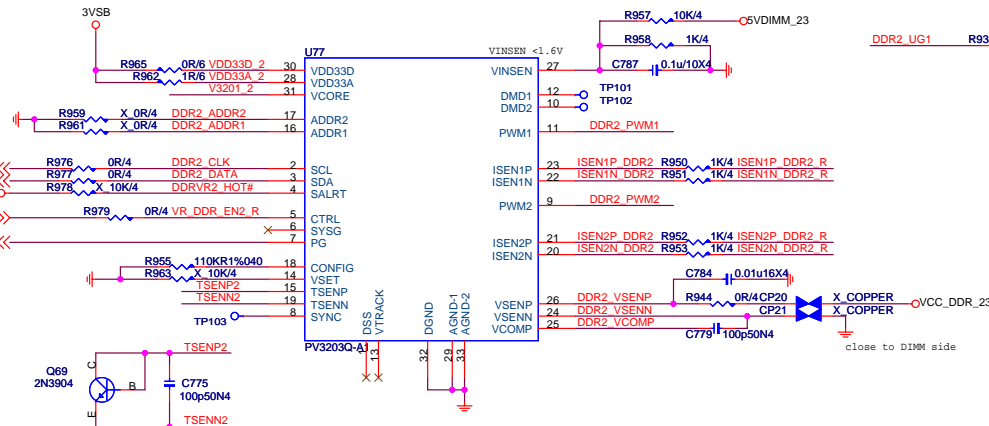 3VSB
R957 10K/4 5VDIMM_23
R958 1K/4
DDR2_UG1 R93
U77 VINSEN <1.6V
R965 0R/6 VDD33D_2 30 VDD33D VINSEN 27 C787 0.1u/10X4
R962 1R/6 VDD33A_2 28 VDD33A
V3201_2 31 VCORE DMD1 12 TP101
DMD2 10 TP102
R959 X_0R/4 DDR2_ADDR2 17 ADDR2
R961 X_0R/4 DDR2_ADDR1 16 ADDR1 PWM1 11 DDR2_PWM1
R976 0R/4 DDR2_CLK 2 SCL ISEN1P 23 ISEN1P_DDR2 R950 1K/4 ISEN1P_DDR2_R
R977 0R/4 DDR2_DATA 3 SDA ISEN1N 22 ISEN1N_DDR2 R951 1K/4 ISEN1N_DDR2_R
R978 X_10K/4 DDRVR2_HOT# 4 SALRT
PWM2 9 DDR2_PWM2
R979 0R/4 VR_DDR_EN2_R 5 CTRL
6 SYSG
7 PG ISEN2P 21 ISEN2P_DDR2 R952 1K/4 ISEN2P_DDR2_R
ISEN2N 20 ISEN2N_DDR2 R953 1K/4 ISEN2N_DDR2_R
R955 110KR1%040 18 CONFIG
R963 X_10K/4 14 VSET C784 0.01u16X4
TSENP2 15 TSENP
TSENN2 19 TSENN VSENP 26 DDR2_VSENP R944 0R/4 CP20 X_COPPER VCC_DDR_23
TP103 8 SYNC VSENN 24 DDR2_VSENN CP21 X_COPPER
VCOMP 25 DDR2_VCOMP C779 100p50N4
DSS VTRACK DGND AGND-1 AGND-2
PV3203Q-A1 1 13 32 29 33
close to DIMM side
TSENP2
Q69
2N3904
C B E
C775
100p50N4
TSENN2